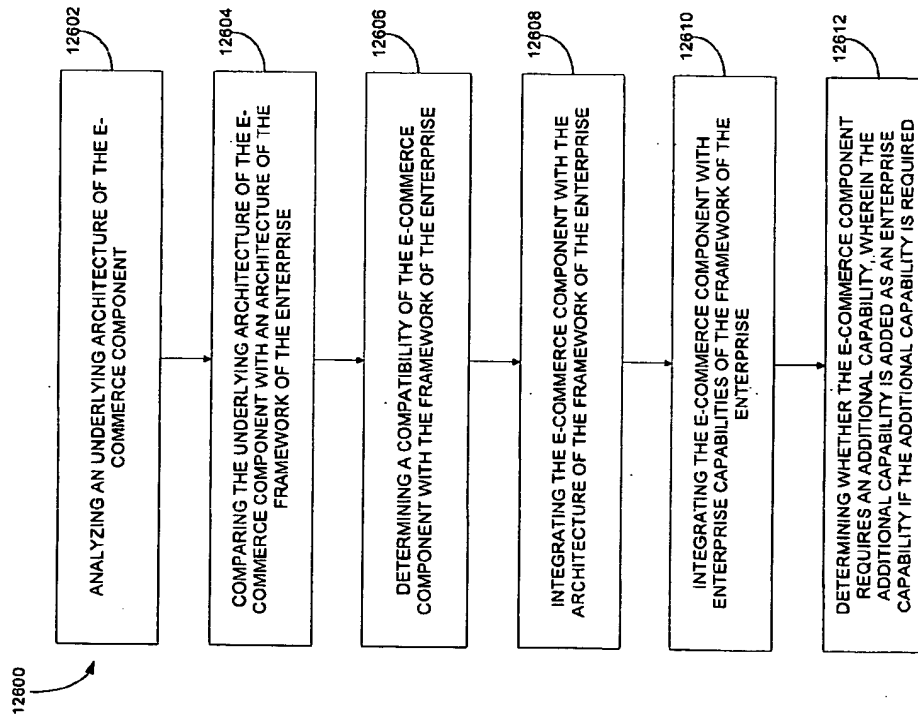 12600
12602
ANALYZING AN UNDERLYING ARCHITECTURE OF THE E-
COMMERCE COMPONENT
12604
COMPARING THE UNDERLYING ARCHITECTURE OF THE E-
COMMERCE COMPONENT WITH AN ARCHITECTURE OF THE
FRAMEWORK OF THE ENTERPRISE
12606
DETERMINING A COMPATIBILITY OF THE E-COMMERCE
COMPONENT WITH THE FRAMEWORK OF THE ENTERPRISE
12608
INTEGRATING THE E-COMMERCE COMPONENT WITH THE
ARCHITECTURE OF THE FRAMEWORK OF THE ENTERPRISE
12610
INTEGRATING THE E-COMMERCE COMPONENT WITH
ENTERPRISE CAPABILITIES OF THE FRAMEWORK OF THE
ENTERPRISE
12612
DETERMINING WHETHER THE E-COMMERCE COMPONENT
REQUIRES AN ADDITIONAL CAPABILITY, WHEREIN THE
ADDITIONAL CAPABILITY IS ADDED AS AN ENTERPRISE
CAPABILITY IF THE ADDITIONAL CAPABILITY IS REQUIRED